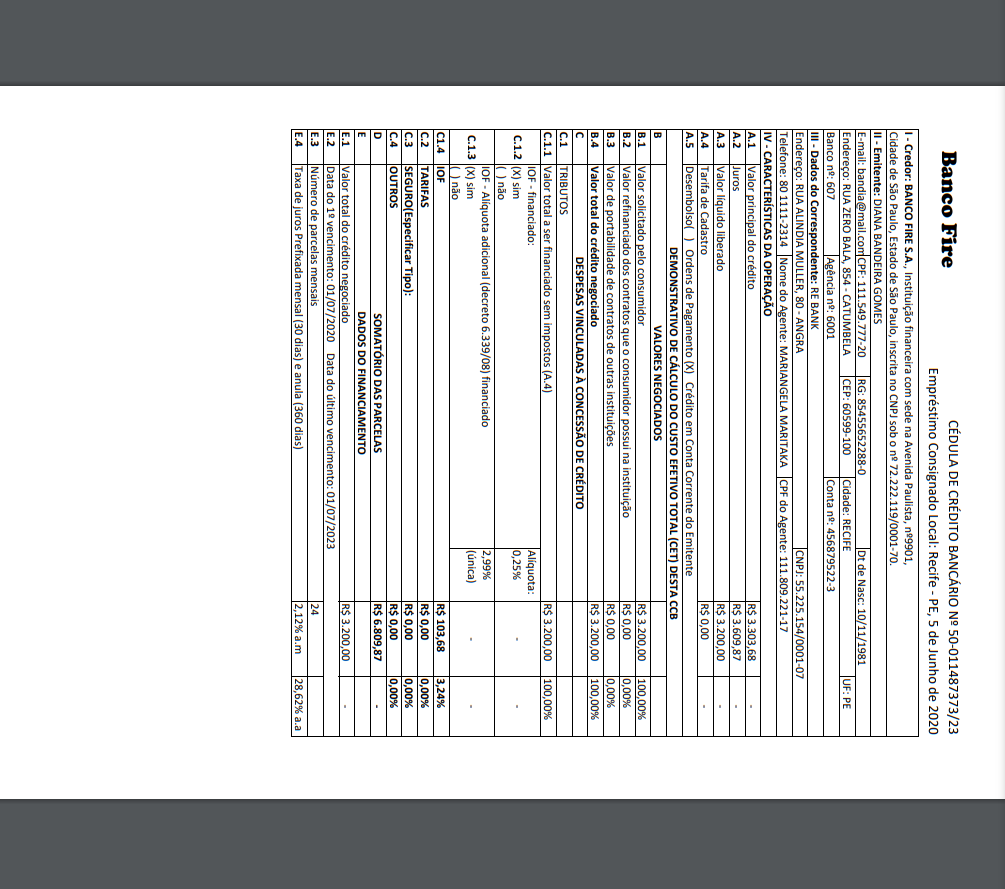 Banco Fire
CÉDULA DE CRÉDITO BANCÁRIO Nº 50-011487373/23
Empréstimo Consignado Local: Recife - PE, 5 de Junho de 2020
I - Credor: BANCO FIRE S.A., Instituição financeira com sede na Avenida Paulista, nº9901,
Cidade de São Paulo, Estado de São Paulo, inscrita no CNPJ sob o nº 72.222.119/0001-70.
II - Emitente: DIANA BANDEIRA GOMES
E-mail: bandia@mail.com CPF: 111.549.777-20 RG: 85455652288-0 Dt de Nasc: 10/11/1981
Endereço: RUA ZERO BALA, 854 - CATUMBELA CEP: 60599-100 Cidade: RECIFE UF: PE
Banco nº: 607 Agência nº: 6001 Conta nº: 456879522-3
III - Dados do Correspondente: RE BANK
Endereço: RUA ALINDIA MULLER, 80 - ANGRA CNPJ: 55.225.154/0001-07
Telefone: 80 1111-2314 Nome do Agente: MARIANGELA MARITAKA CPF do Agente: 111.809.221-17
IV - CARACTERÍSTICAS DA OPERAÇÃO
A.1 Valor principal do crédito R$ 3.303,68 -
A.2 Juros R$ 3.609,87 -
A.3 Valor líquido liberado R$ 3.200,00 -
A.4 Tarifa de Cadastro R$ 0,00 -
A.5 Desembolso( ) Ordens de Pagamento (X) Crédito em Conta Corrente do Emitente
DEMONSTRATIVO DE CÁLCULO DO CUSTO EFETIVO TOTAL (CET) DESTA CCB
B VALORES NEGOCIADOS
B.1 Valor solicitado pelo consumidor R$ 3.200,00 100,00%
B.2 Valor refinanciado dos contratos que o consumidor possui na instituição R$ 0,00 0,00%
B.3 Valor de portabilidade de contratos de outras instituições R$ 0,00 0,00%
B.4 Valor total do crédito negociado R$ 3.200,00 100,00%
C DESPESAS VINCULADAS À CONCESSÃO DE CRÉDITO
C.1 TRIBUTOS
C.1.1 Valor total a ser financiado sem impostos (A.4) R$ 3.200,00 100,00%
C.1.2 IOF - financiado: Alíquota:
(X) sim 0,25% - -
( ) não
C.1.3 IOF - Alíquota adicional (decreto 6.339/08) financiado 2,99%
(X) sim (única) - -
( ) não
C1.4 IOF R$ 103,68 3,24%
C.2 TARIFAS R$ 0,00 0,00%
C.3 SEGURO(Especificar Tipo): R$ 0,00 0,00%
C.4 OUTROS R$ 0,00 0,00%
D SOMATÓRIO DAS PARCELAS R$ 6.809,87 -
E DADOS DO FINANCIAMENTO
E.1 Valor total do crédito negociado R$ 3.200,00 -
E.2 Data do 1º vencimento: 01/07/2020 Data do último vencimento: 01/07/2023
E.3 Número de parcelas mensais 24
E.4 Taxa de juros Prefixada mensal (30 dias) e anula (360 dias) 2,12% a.m 28,62% a.a